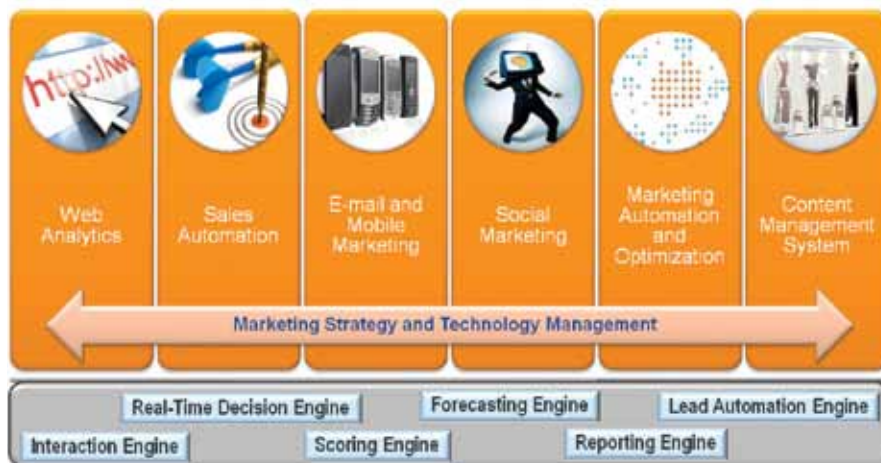 http://w
Web
Analytics
Sales
Automation
E-mail and
Mobile
Marketing
Social
Marketing
Marketing
Automation
and
Optimization
Content
Management
System
Marketing Strategy and Technology Management
Real-Time Decision Engine
Forecasting Engine
Lead Automation Engine
Interaction Engine
Scoring Engine
Reporting Engine